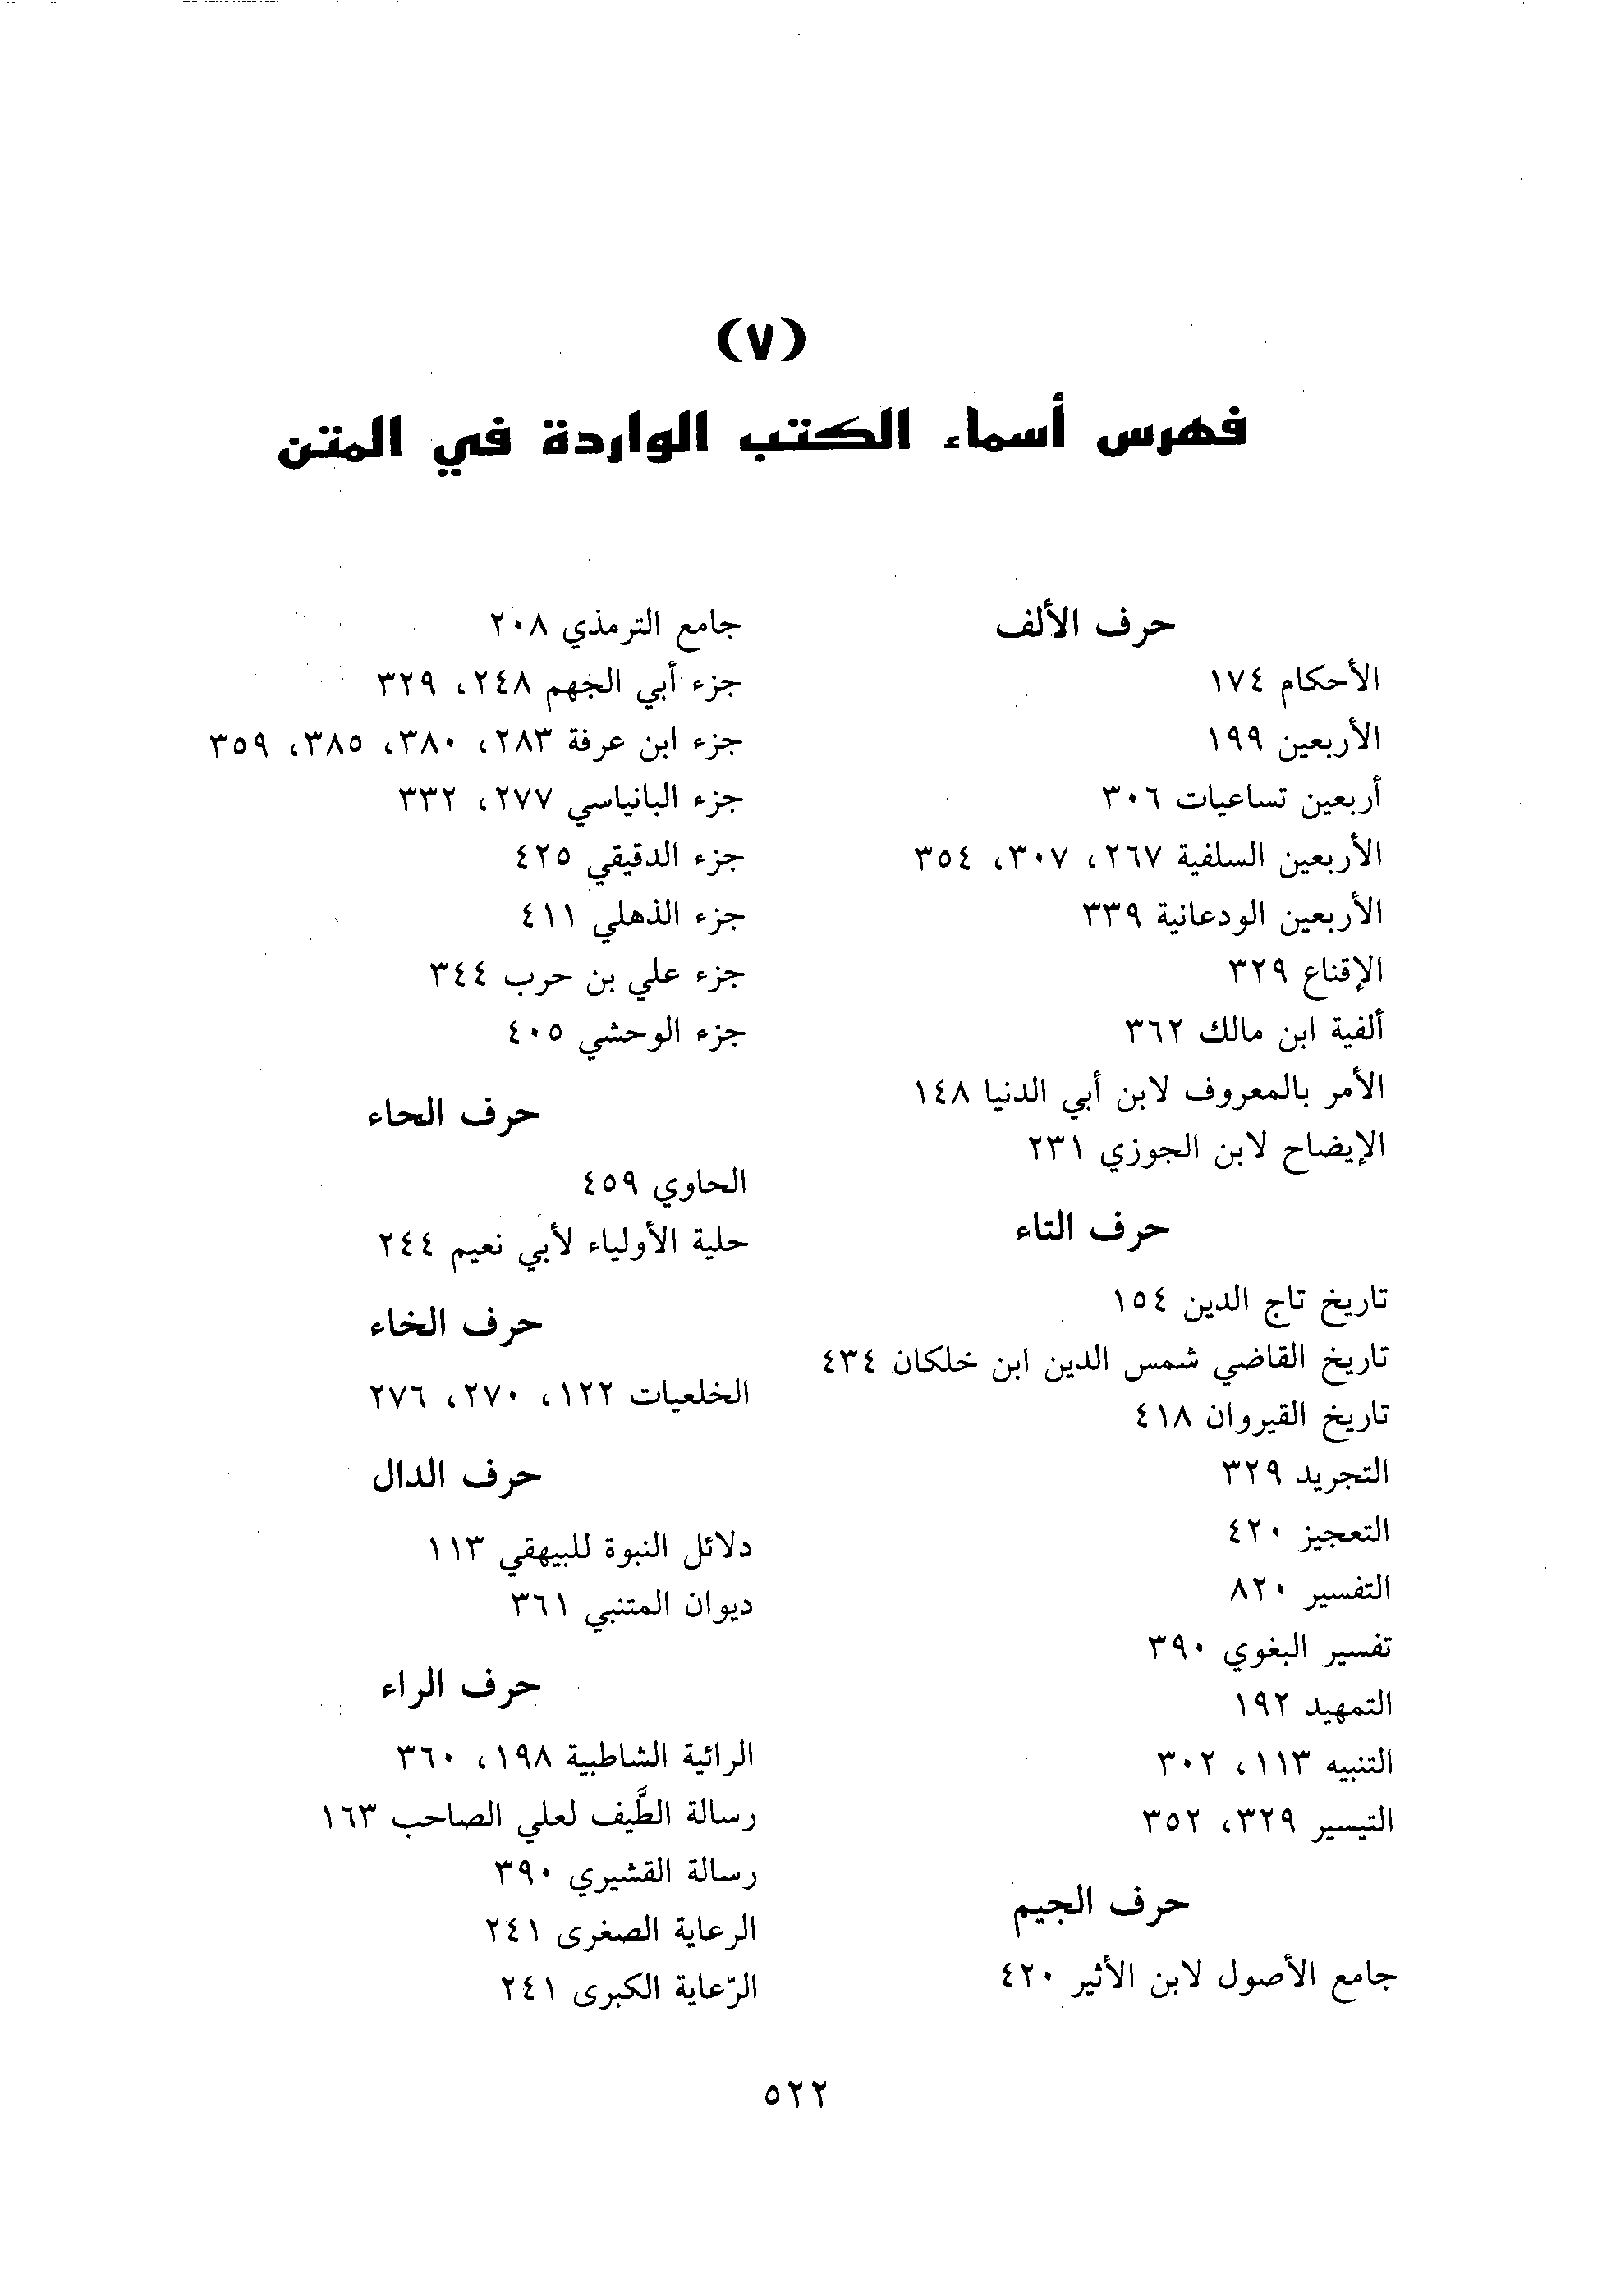 (٧)
فهرس أسماء الكتب الواردة في المتن
حرف الألف
الأحكام ١٧٤
الأربعين ١٩٩
أربعين تساعيات ٣٠٦
الأربعين السلفية ٢٦٧، ٣٠٧، ٣٥٤
الأربعين الودعانية ٣٣٩
الإقناع ٣٢٩
ألفية ابن مالك ٣٦٢
الأمر بالمعروف لابن أبي الدنيا ١٤٨
الإيضاح لابن الجوزي ٢٣١
حرف التاء
تاريخ تاج الدين ١٥٤
تاريخ القاضي شمس الدين ابن خلكان ٤٣٤
تاريخ القيروان ٤١٨
التجريد ٣٢٩
التعجيز ٤٢٠
التفسير ٨٢٠
تفسير البغوي ٣٩٠
التمهيد ١٩٢
التنبيه ١١٣، ٣٠٢
التيسير ٣٢٩، ٣٥٢
حرف الجيم
جامع الأصول لابن الأثير ٤٢٠
جامع الترمذي ٢٠٨
جزء أبي الجهم ٢٤٨، ٣٢٩
جزء ابن عرفة ٢٨٣، ٣٨٠، ٣٨٥، ٣٥٩
جزء البانياسي ٢٧٧، ٣٣٢
جزء الدقيقي ٤٢٥
جزء الذهلي ٤١١
جزء علي بن حرب ٣٤٤
جزء الوحشي ٤٠٥
حرف الحاء
الحاوي ٤٥٩
حلية الأولياء لأبي نعيم ٢٤٤
حرف الخاء
الخلعيات ١٢٢، ٢٧٠، ٢٧٦
حرف الدال
دلائل النبوة للبيهقي ١١٣
ديوان المتنبي ٣٦١
حرف الراء
الرائية الشاطبية ١٩٨، ٣٦٠
رسالة الطَّيف لعلي الصاحب ١٦٣
رسالة القشيري ٣٩٠
الرعاية الصغرى ٢٤١
الرّعاية الكبرى ٢٤١
٥٢٢